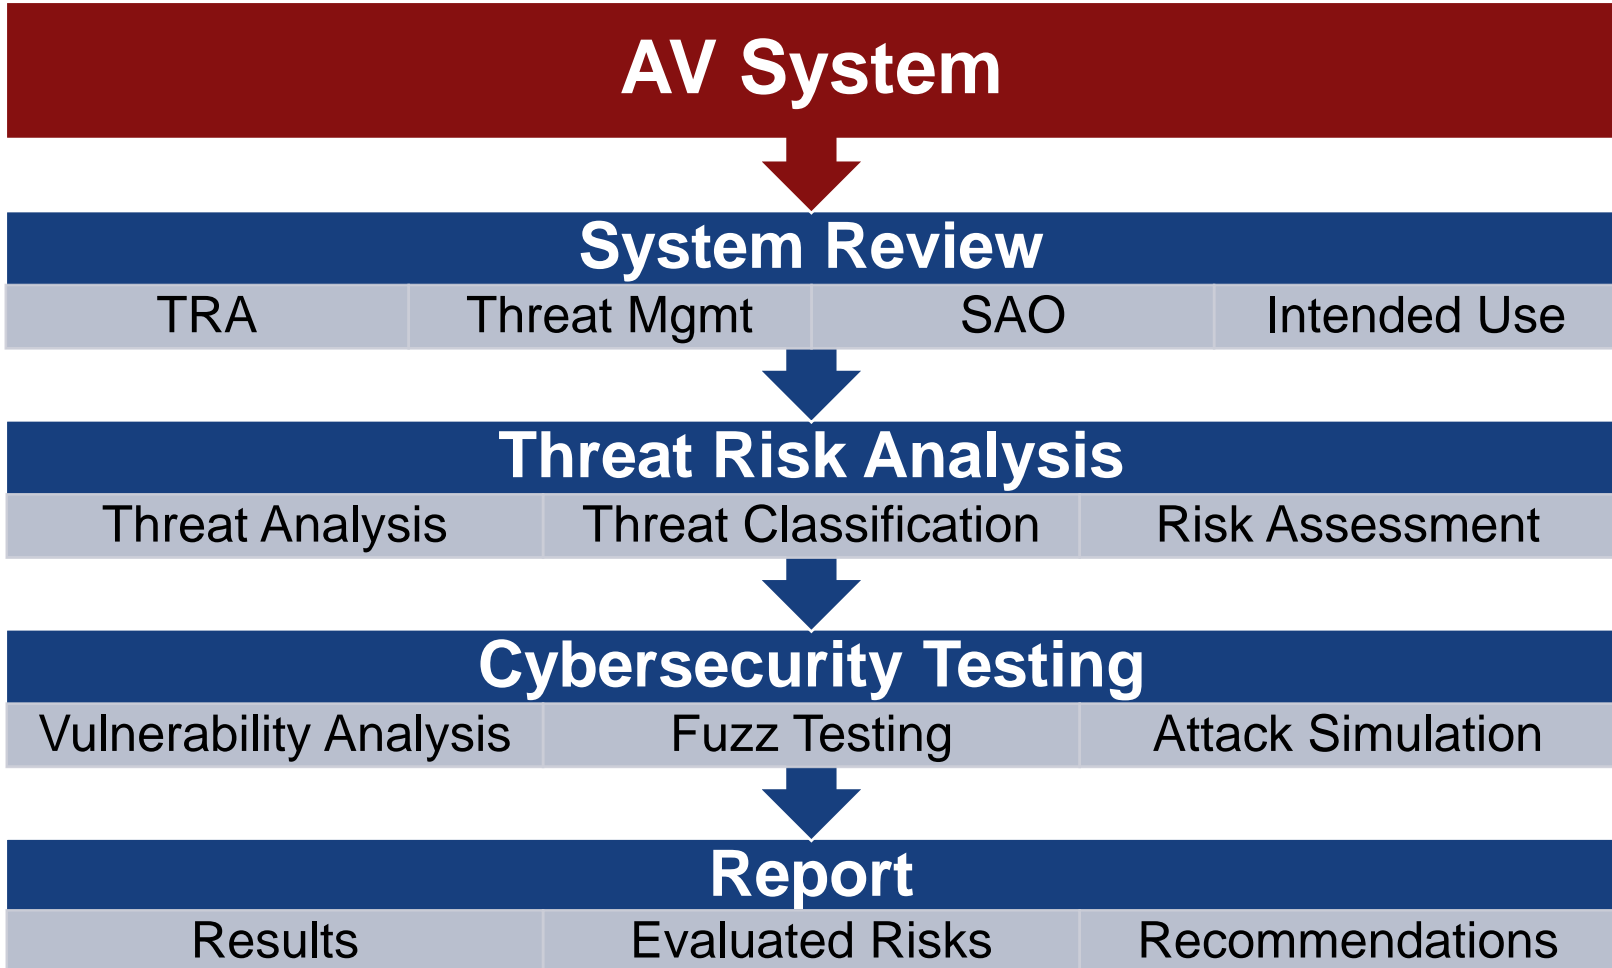 AV System
System Review
TRA
Threat Mgmt
SAO
Intended Use
Threat Risk Analysis
Threat Analysis
Threat Classification
Risk Assessment
Cybersecurity Testing
Vulnerability Analysis
Fuzz Testing
Attack Simulation
Report
Results
Evaluated Risks
Recommendations